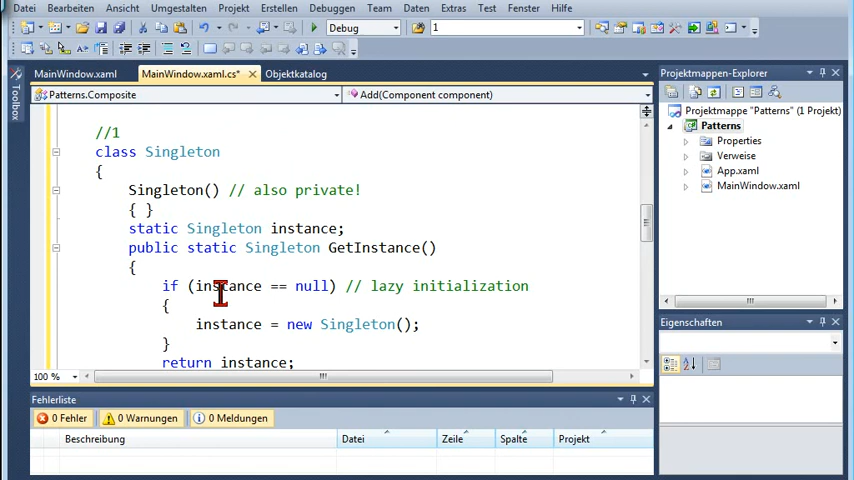 Datei Bearbeiten Ansicht Umgestalten Projekt Erstellen Debuggen Team Daten Extras Test Fenster Hilfe
Debug 1
MainWindow.xaml MainWindow.xaml.cs* Objektkatalog
Patterns.Composite Add(Component component)
//1
class Singleton
{
Singleton() // also private!
{ }
static Singleton instance;
public static Singleton GetInstance()
{
if (instance == null) // lazy initialization
{
instance = new Singleton();
}
return instance;
100 %
Toolbox
Projektmappen-Explorer
Projektmappe "Patterns" (1 Projekt)
Patterns
Properties
Verweise
App.xaml
MainWindow.xaml
Eigenschaften
Fehlerliste
0 Fehler 0 Warnungen 0 Meldungen
Beschreibung Datei Zeile Spalte Projekt